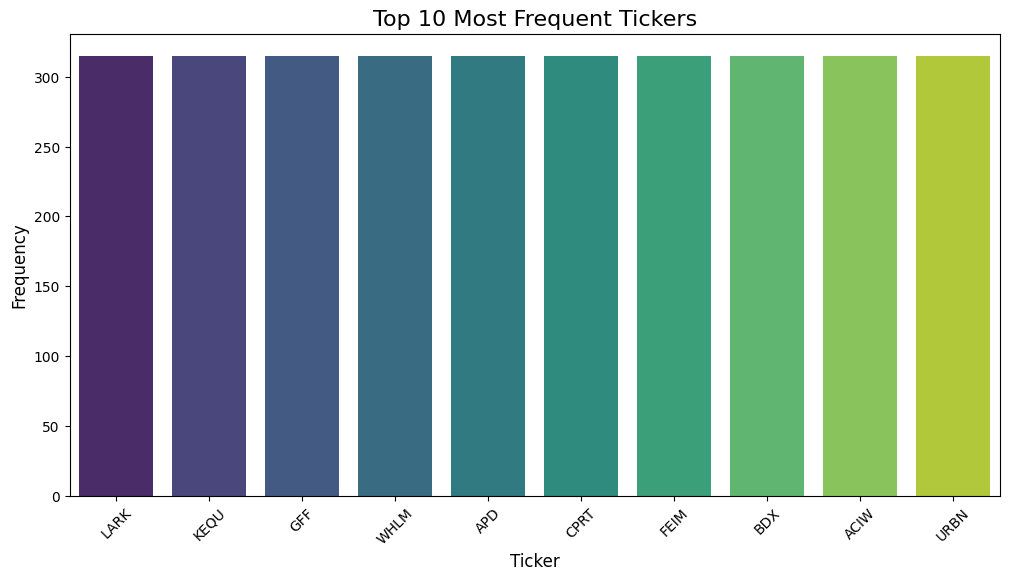 Top 10 Most Frequent Tickers
Frequency
300
250
200
150
100
50
0
LARK KEQU GFF WHLM APD CPRT FEIM BDX ACIW URBN
Ticker